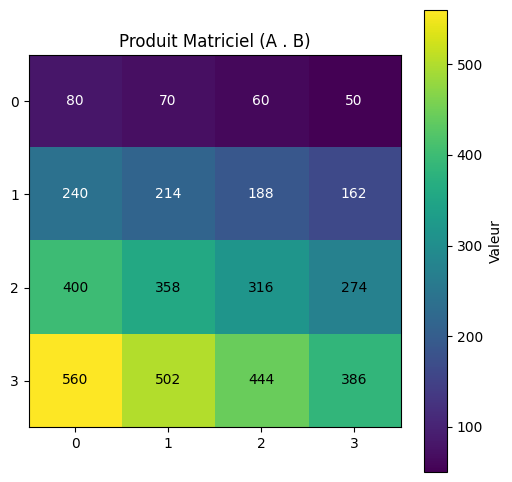 Produit Matriciel (A . B)
0 80 70 60 50
1 240 214 188 162
2 400 358 316 274
3 560 502 444 386
0 1 2 3
500
400
300
200
100
Valeur